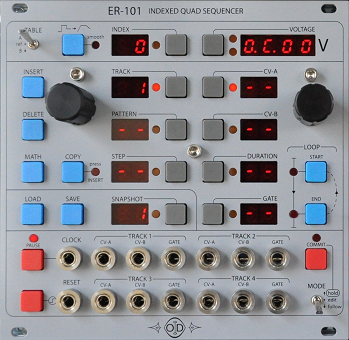 ER-101 INDEXED QUAD SEQUENCER
TABLE INDEX VOLTAGE
smooth
ref
B
0 0.C.00 V
INSERT TRACK 1 CV-A
DELETE PATTERN -- CV-B --
MATH COPY STEP -- DURATION --
press
INSERT
LOOP
START
LOAD SAVE SNAPSHOT 1 GATE --
END
PAUSE CLOCK TRACK 1 TRACK 2 COMMIT
CV-A CV-B GATE CV-A CV-B GATE
RESET TRACK 3 TRACK 4 MODE
CV-A CV-B GATE CV-A CV-B GATE
hold
edit
follow